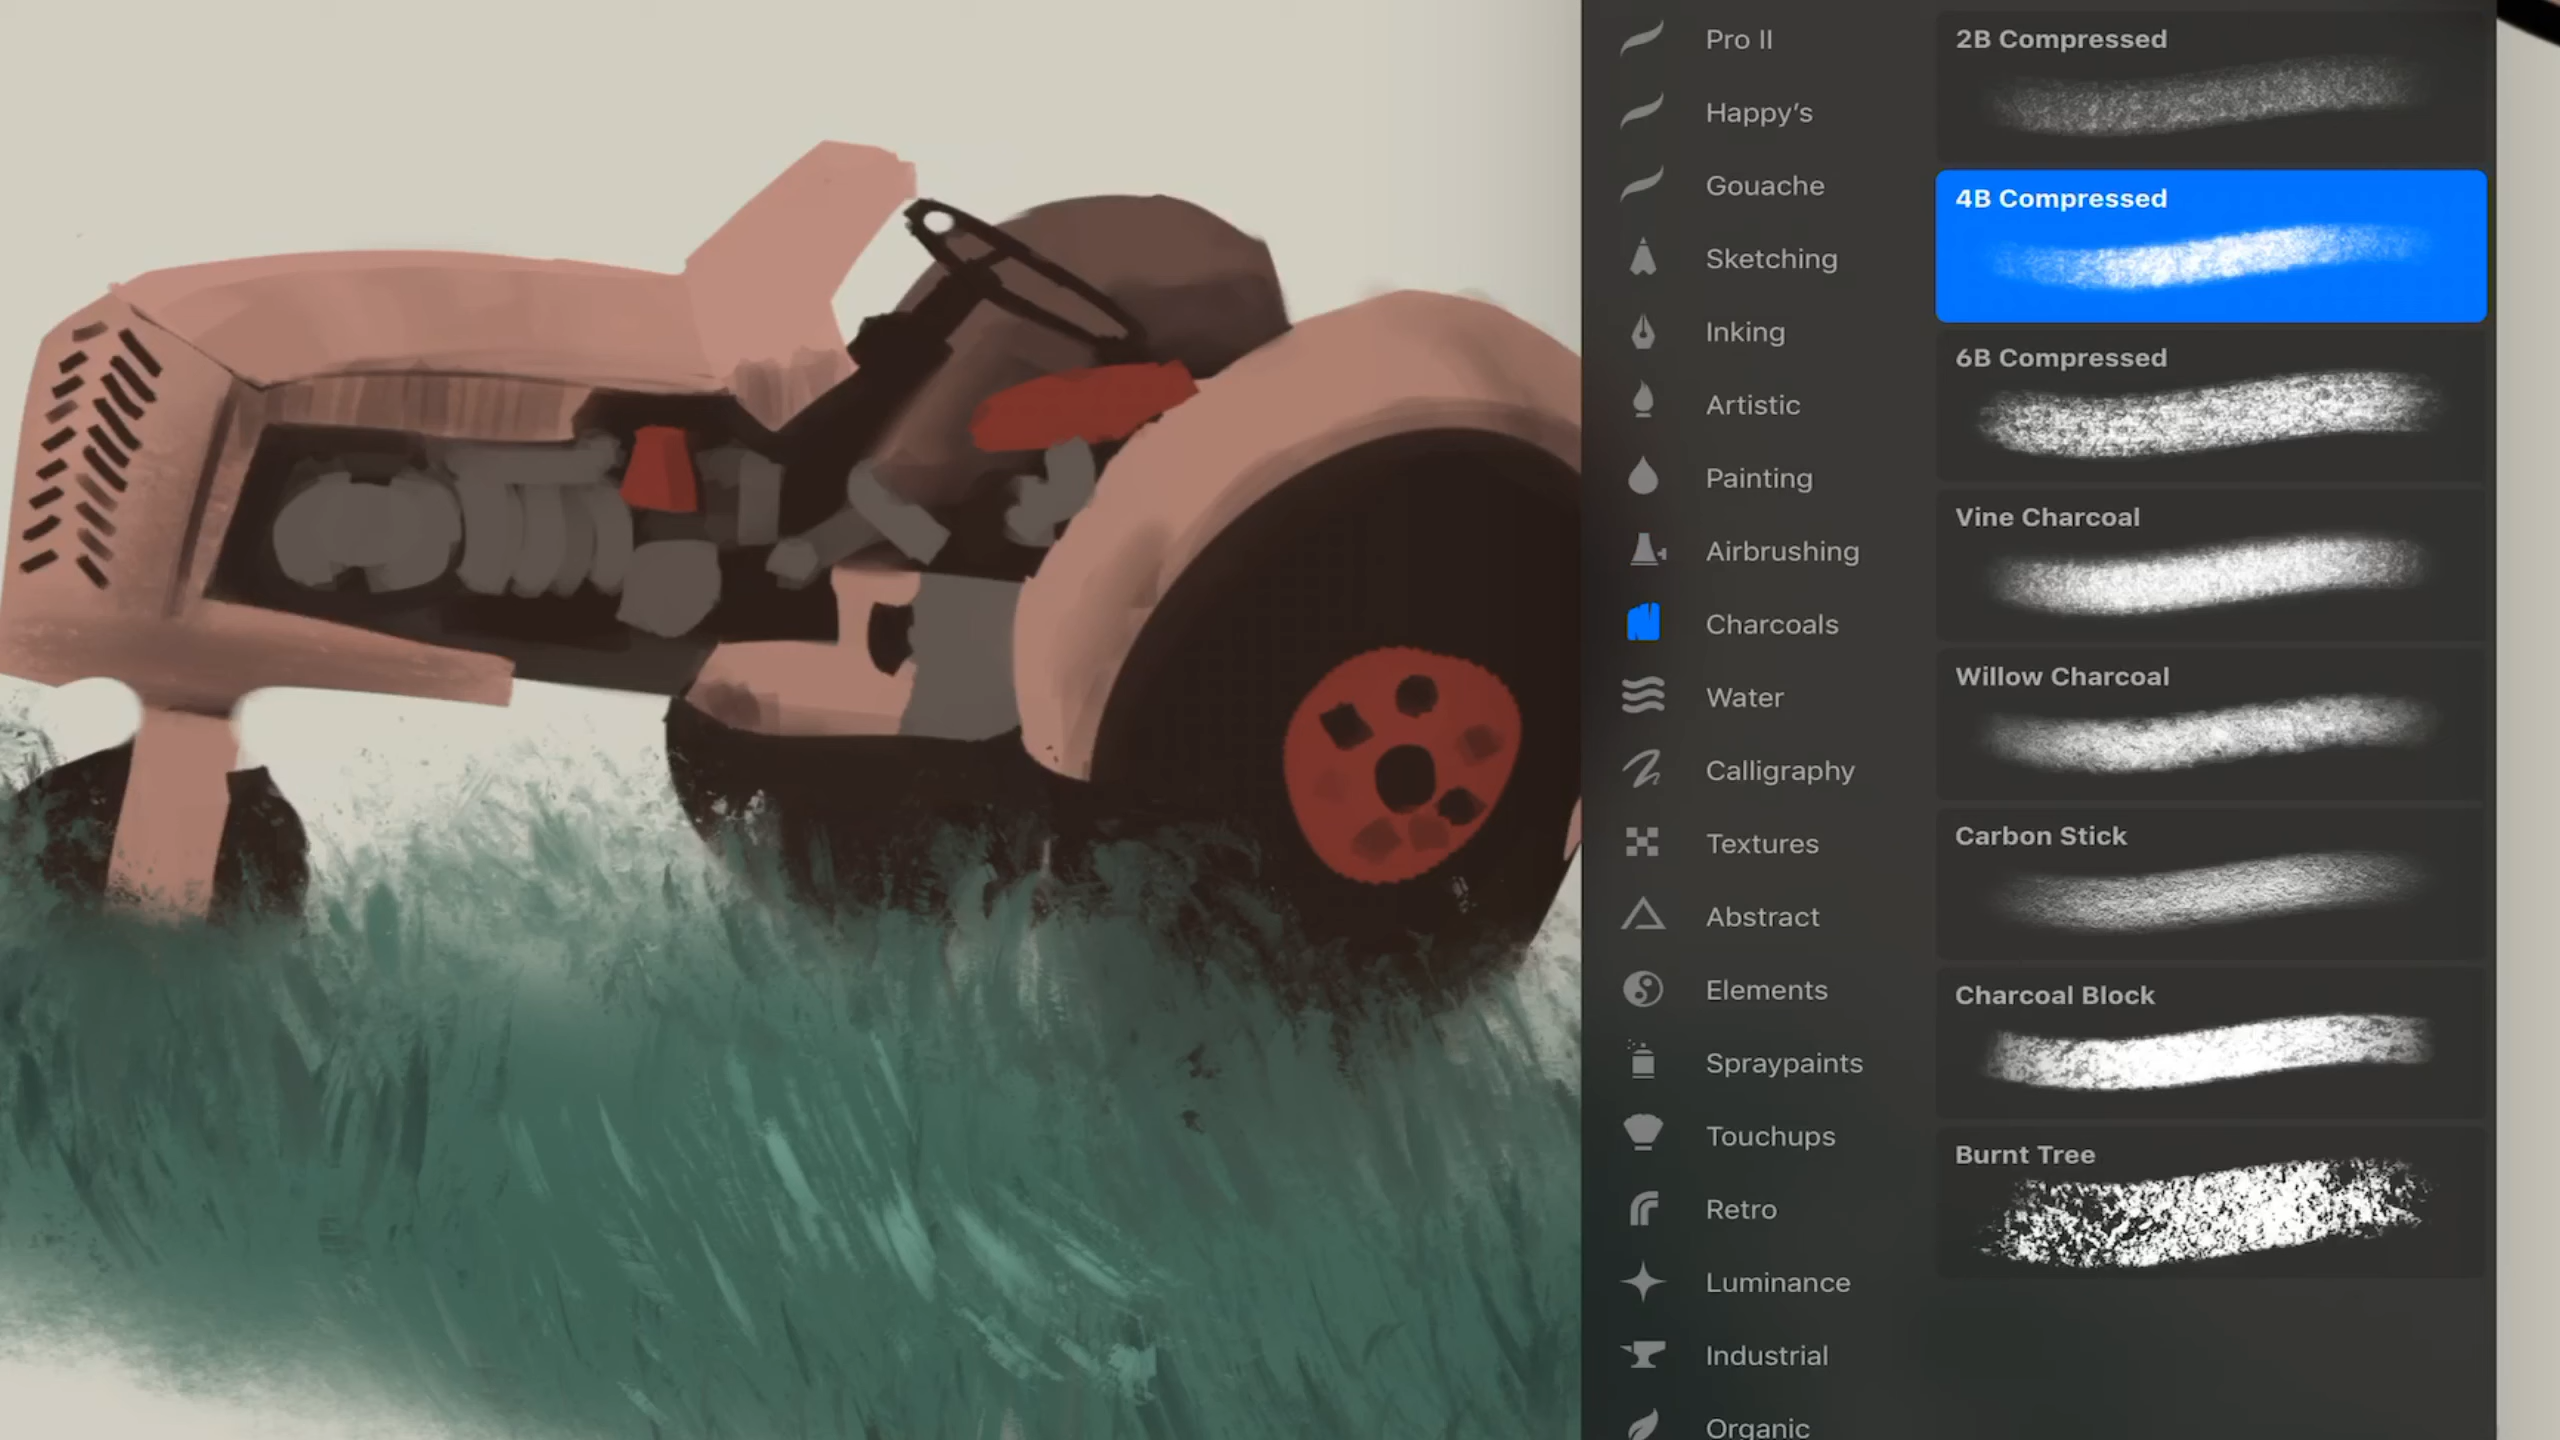 Pro II
Happy's
Gouache
Sketching
Inking
Artistic
Painting
Airbrushing
Charcoals
Water
Calligraphy
Textures
Abstract
Elements
Spraypaints
Touchups
Retro
Luminance
Industrial
Organic
2B Compressed
4B Compressed
6B Compressed
Vine Charcoal
Willow Charcoal
Carbon Stick
Charcoal Block
Burnt Tree